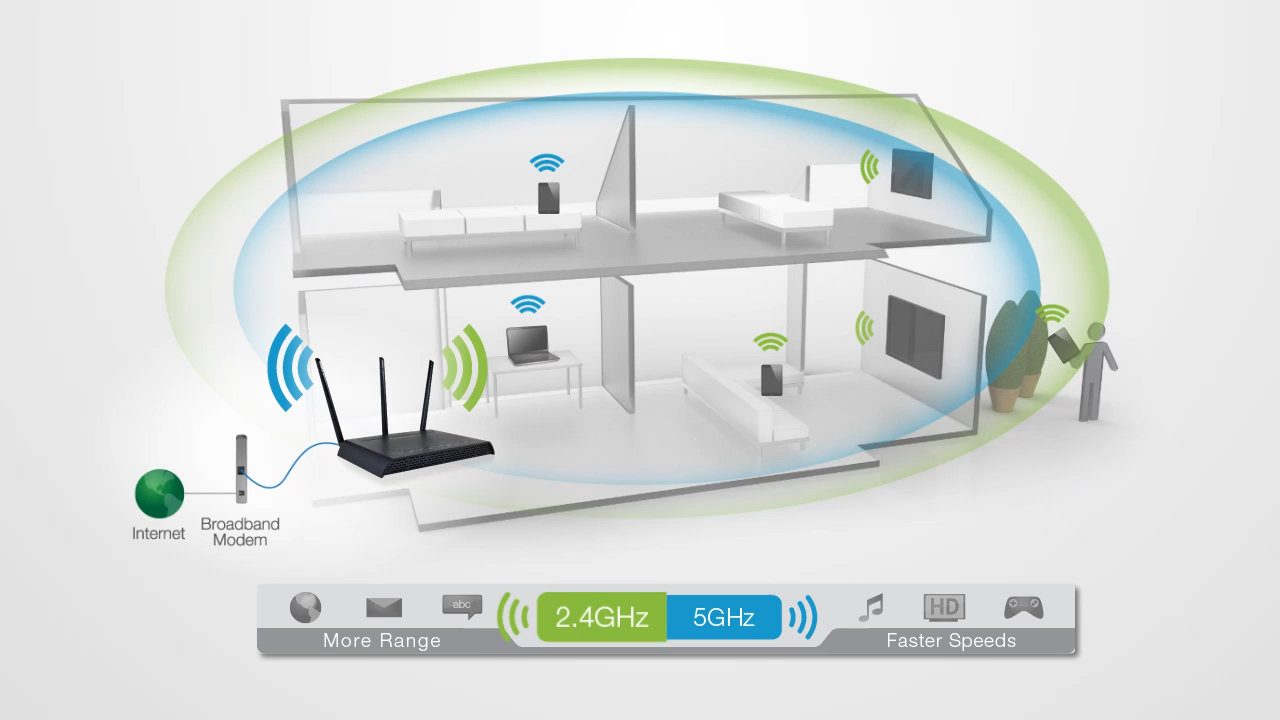 Internet
Broadband
Modem
abc
2.4GHz
5GHz
HD
More Range
Faster Speeds